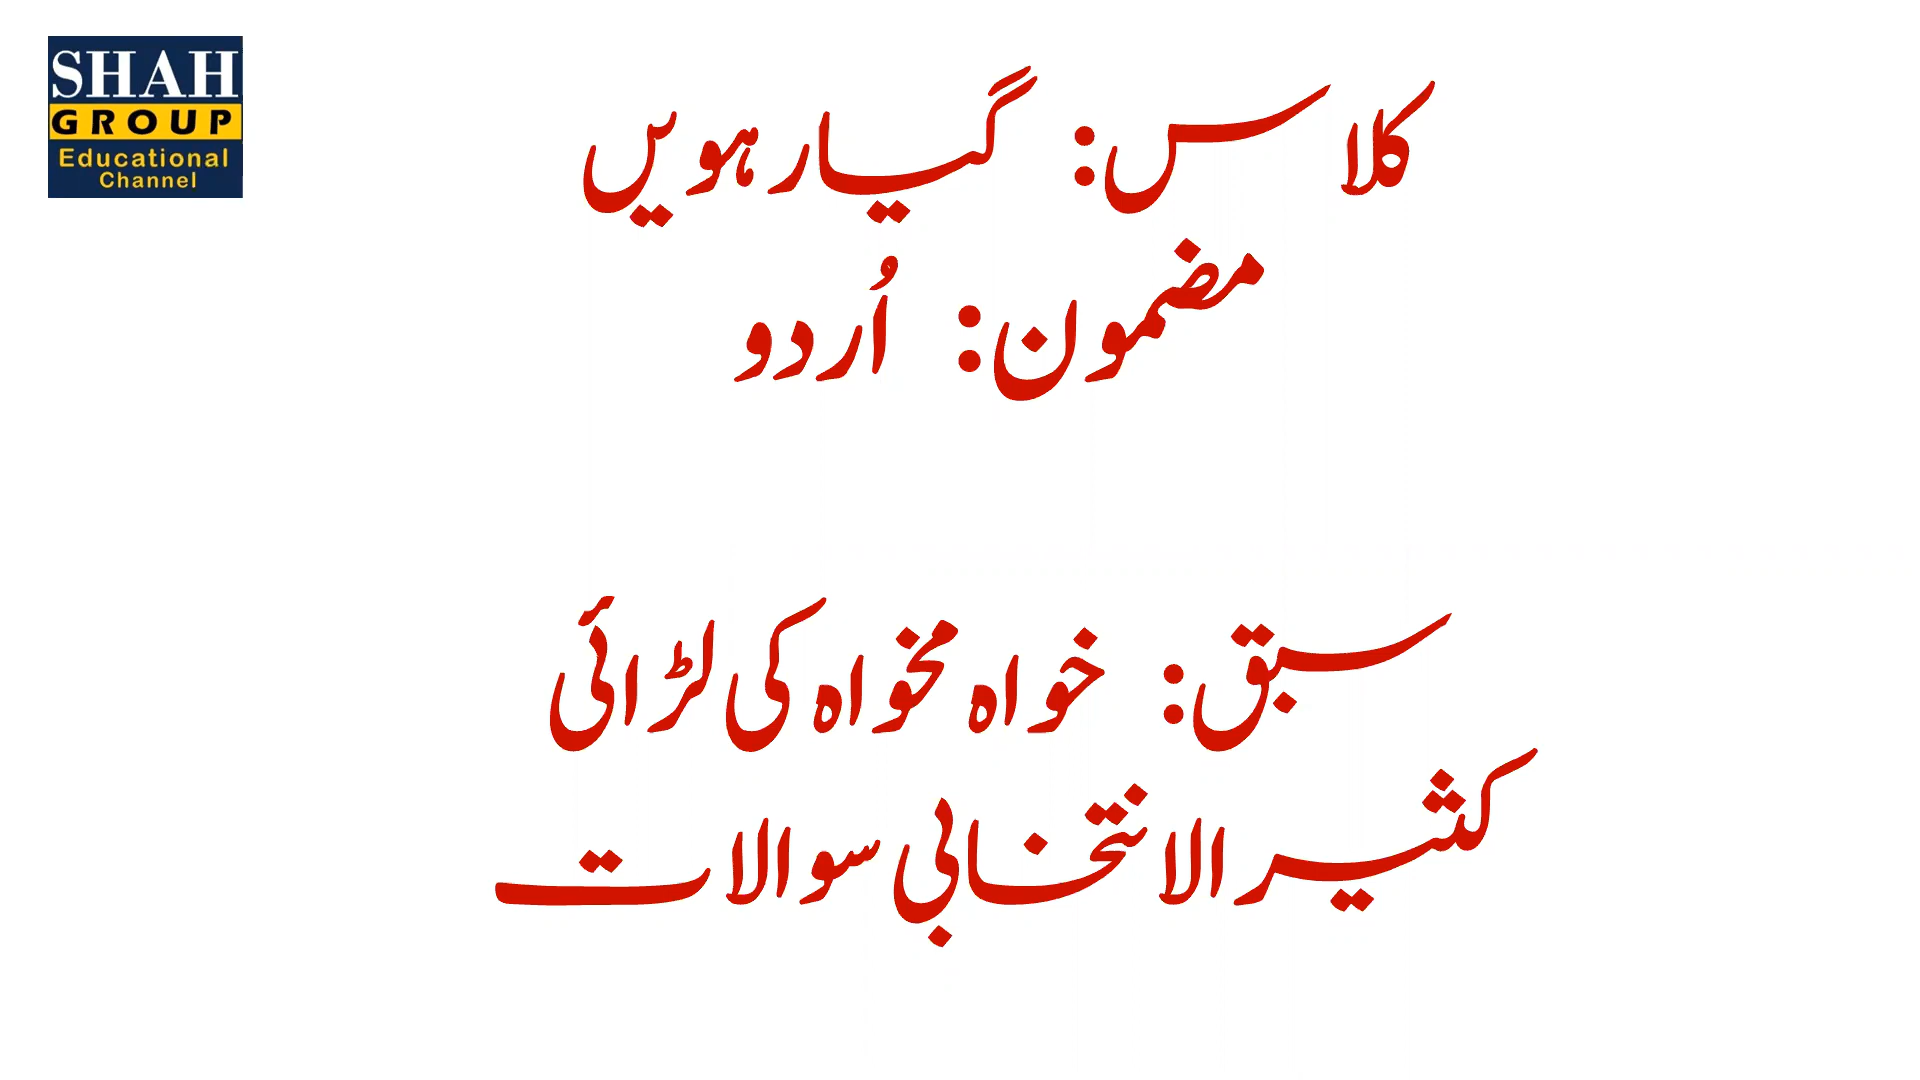 SHAH
GROUP
Educational
Channel
کلاس: گیارہویں
مضمون: اُردو
سبق: خواہ مخواہ کی لڑائی
کثیر الانتخابی سوالات